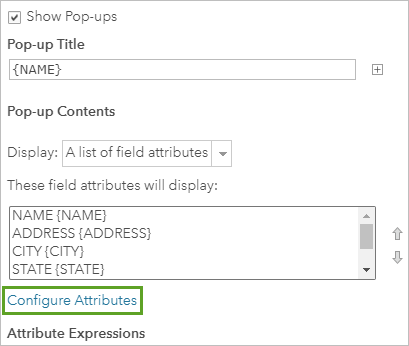 Show Pop-ups
Pop-up Title
{NAME}
Pop-up Contents
Display: A list of field attributes
These field attributes will display:
NAME {NAME}
ADDRESS {ADDRESS}
CITY {CITY}
STATE {STATE}
Configure Attributes
Attribute Expressions